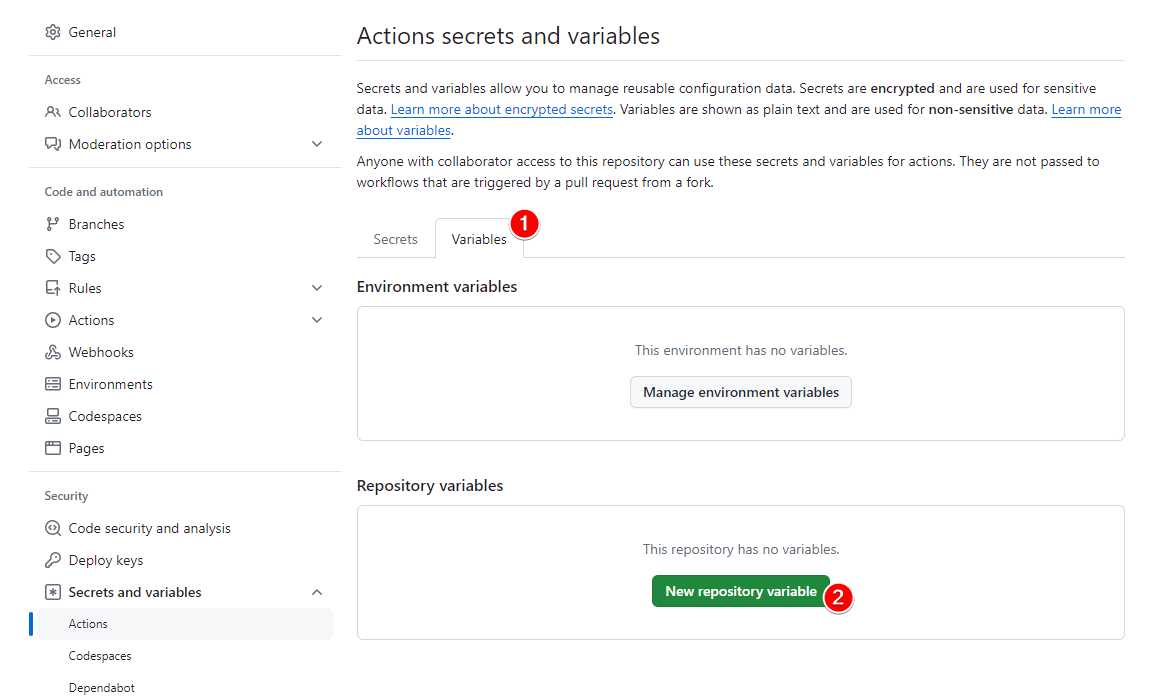 General
Access
Collaborators
Moderation options
Code and automation
Branches
Tags
Rules
Actions
Webhooks
Environments
Codespaces
Pages
Security
Code security and analysis
Deploy keys
Secrets and variables
Actions
Codespaces
Dependabot
Actions secrets and variables
Secrets and variables allow you to manage reusable configuration data. Secrets are encrypted and are used for sensitive
data. Learn more about encrypted secrets. Variables are shown as plain text and are used for non-sensitive data. Learn more
about variables.
Anyone with collaborator access to this repository can use these secrets and variables for actions. They are not passed to
workflows that are triggered by a pull request from a fork.
Secrets Variables 1
Environment variables
This environment has no variables.
Manage environment variables
Repository variables
This repository has no variables.
New repository variable 2